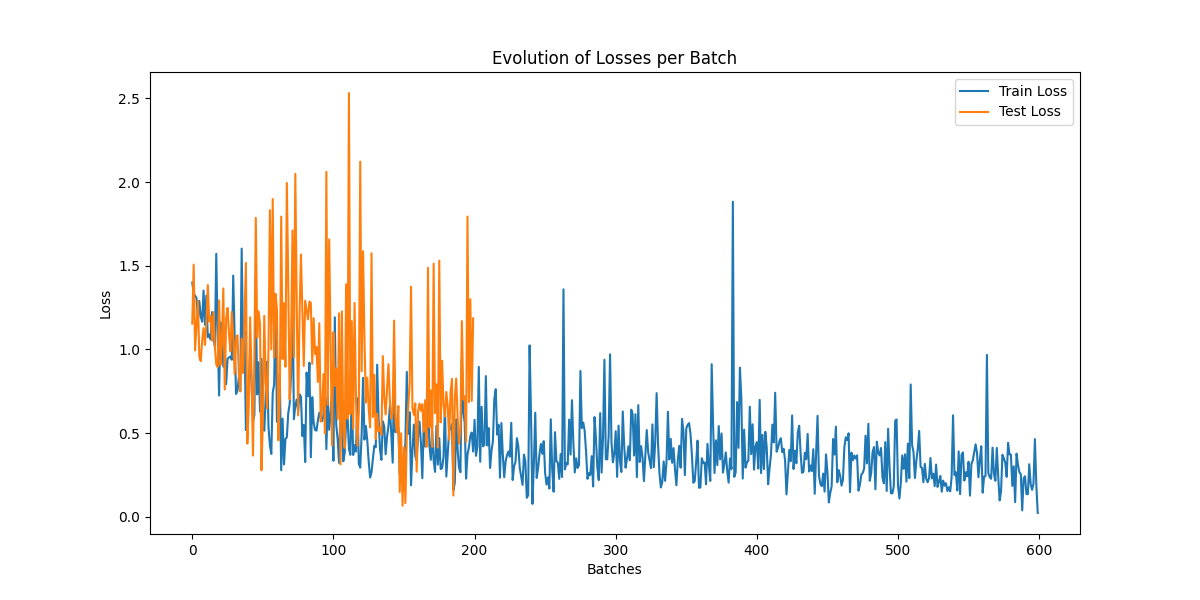 Evolution of Losses per Batch
Train Loss
Test Loss
2.5
2.0
1.5
1.0
0.5
0.0
Loss
0 100 200 300 400 500 600
Batches